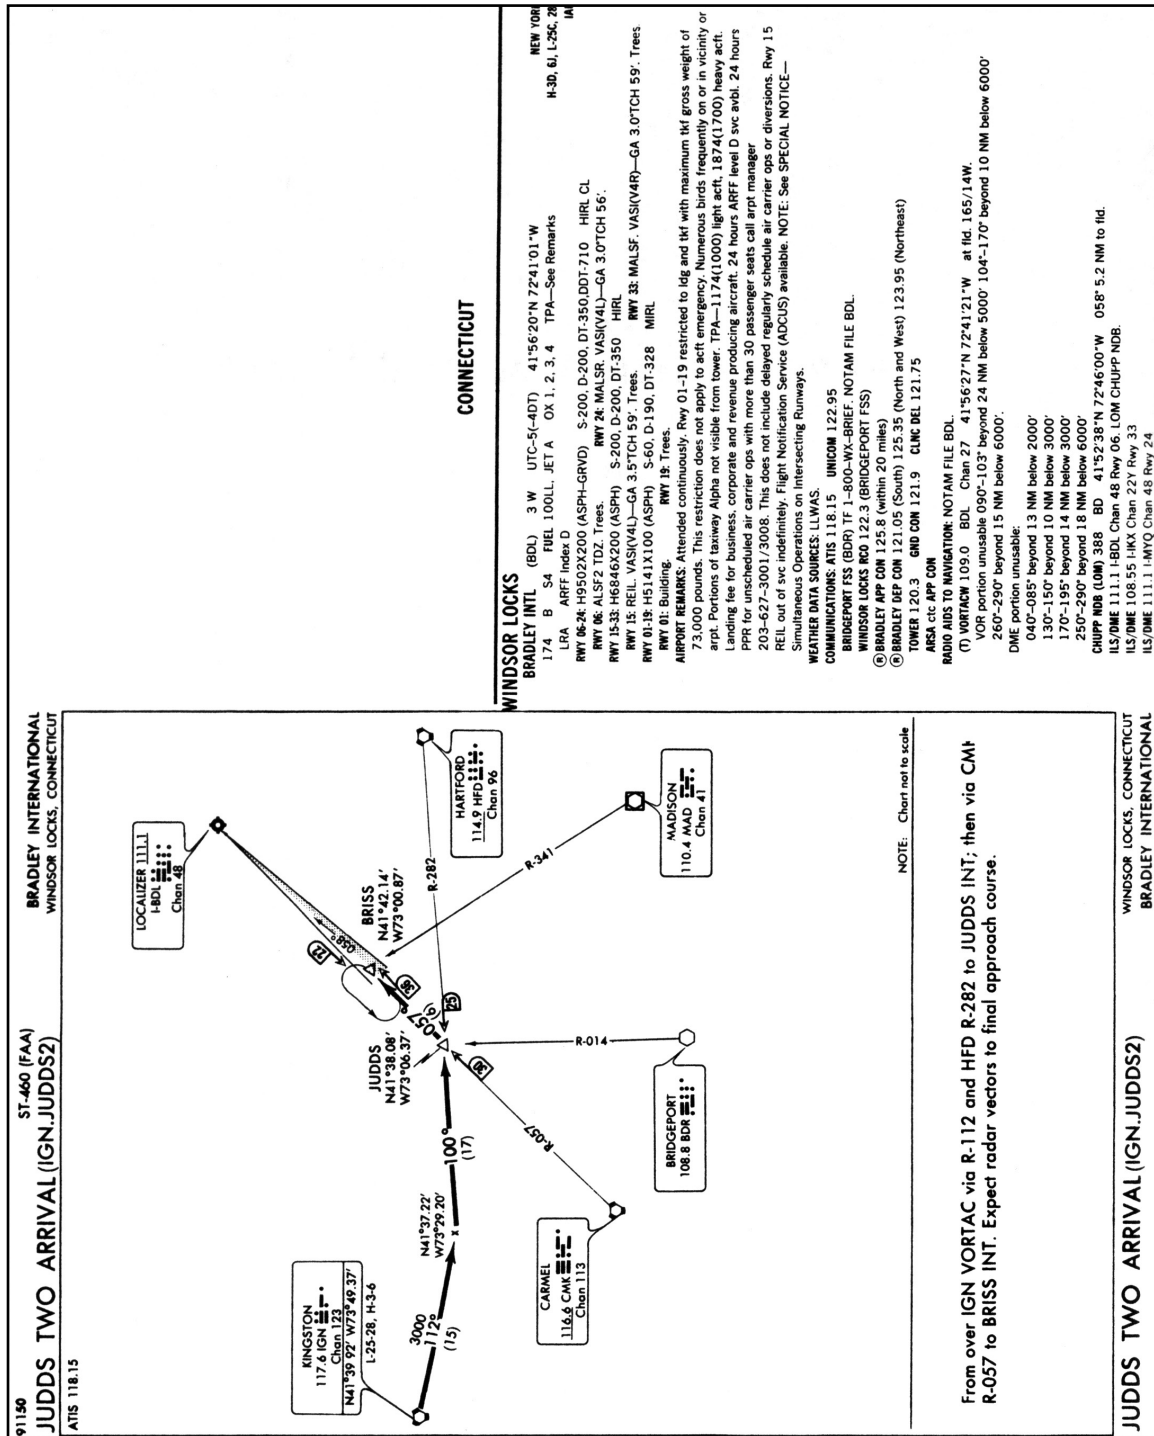 91150
JUDDS TWO ARRIVAL (IGN.JUDDS2)
ST-460 (FAA)
BRADLEY INTERNATIONAL
WINDSOR LOCKS, CONNECTICUT
ATIS 118.15
LOCALIZER 111.1
I-BDL
Chan 48
KINGSTON
117.6 IGN
Chan 123
N41°39 92' W73°49.37'
L-25-28, H-3-6
3000
112°
(15)
N41°37.22'
W73°29.20'
x
100°
(17)
JUDDS
N41°38.08'
W73°06.37'
057
(6)
BRISS
N41°42.14'
W73°00.87'
058°
22
36
25
30
HARTFORD
114.9 HFD
Chan 96
R-282
R-341
MADISON
110.4 MAD
Chan 41
R-014
BRIDGEPORT
108.8 BDR
R-057
CARMEL
116.6 CMK
Chan 113
NOTE: Chart not to scale
From over IGN VORTAC via R-112 and HFD R-282 to JUDDS INT; then via CMK
R-057 to BRISS INT. Expect radar vectors to final approach course.
JUDDS TWO ARRIVAL (IGN.JUDDS2)
WINDSOR LOCKS, CONNECTICUT
BRADLEY INTERNATIONAL
CONNECTICUT
WINDSOR LOCKS
BRADLEY INTL (BDL) 3 W UTC-5(-4DT) 41°56'20"N 72°41'01"W NEW YORK
174 B S4 FUEL 100LL, JET A OX 1, 2, 3, 4 TPA—See Remarks H-3D, 6J, L-25C, 28
LRA ARFF Index D IAP
RWY 06-24: H9502X200 (ASPH-GRVD) S-200, D-200, DT-350,DDT-710 HIRL CL
RWY 06: ALSF2 TDZ. Trees. RWY 24: MALSR. VASI(V4L)—GA 3.0°TCH 56'.
RWY 15-33: H6846X200 (ASPH) S-200, D-200, DT-350 HIRL
RWY 15: REIL. VASI(V4L)—GA 3.5°TCH 59'. Trees. RWY 33: MALSF. VASI(V4R)—GA 3.0°TCH 59'. Trees
RWY 01-19: H5141X100 (ASPH) S-60, D-190, DT-328 MIRL
RWY 01: Building. RWY 19: Trees.
AIRPORT REMARKS: Attended continuously. Rwy 01–19 restricted to ldg and tkf with maximum tkf gross weight of
73,000 pounds. This restriction does not apply to acft emergency. Numerous birds frequently on or in vicinity or
arpt. Portions of taxiway Alpha not visible from tower. TPA—1174(1000) light acft, 1874(1700) heavy acft.
Landing fee for business, corporate and revenue producing aircraft. 24 hours ARFF level D svc avbl. 24 hours
PPR for unscheduled air carrier ops with more than 30 passenger seats call arpt manager
203–627–3001/3008. This does not include delayed regularly schedule air carrier ops or diversions. Rwy 15
REIL out of svc indefinitely. Flight Notification Service (ADCUS) available. NOTE: See SPECIAL NOTICE—
Simultaneous Operations on Intersecting Runways.
WEATHER DATA SOURCES: LLWAS.
COMMUNICATIONS: ATIS 118.15 UNICOM 122.95
BRIDGEPORT FSS (BDR) TF 1–800–WX–BRIEF. NOTAM FILE BDL.
WINDSOR LOCKS RCO 122.3 (BRIDGEPORT FSS)
Ⓡ BRADLEY APP CON 125.8 (within 20 miles)
Ⓡ BRADLEY DEP CON 121.05 (South) 125.35 (North and West) 123.95 (Northeast)
TOWER 120.3 GND CON 121.9 CLNC DEL 121.75
ARSA ctc APP CON
RADIO AIDS TO NAVIGATION: NOTAM FILE BDL.
(T) VORTACW 109.0 BDL Chan 27 41°56'27"N 72°41'21"W at fld. 165/14W.
VOR portion unusable 090°-103° beyond 24 NM below 5000' 104°-170° beyond 10 NM below 6000'
260°-290° beyond 15 NM below 6000'.
DME portion unusable:
040°-085° beyond 13 NM below 2000'
130°-150° beyond 10 NM below 3000'
170°-195° beyond 14 NM below 3000'
250°-290° beyond 18 NM below 6000'
CHUPP NDB (LOM) 388 BD 41°52'38"N 72°46'00"W 058° 5.2 NM to fld.
ILS/DME 111.1 I-BDL Chan 48 Rwy 06. LOM CHUPP NDB.
ILS/DME 108.55 I-IKX Chan 22Y Rwy 33
ILS/DME 111.1 I-MYQ Chan 48 Rwy 24